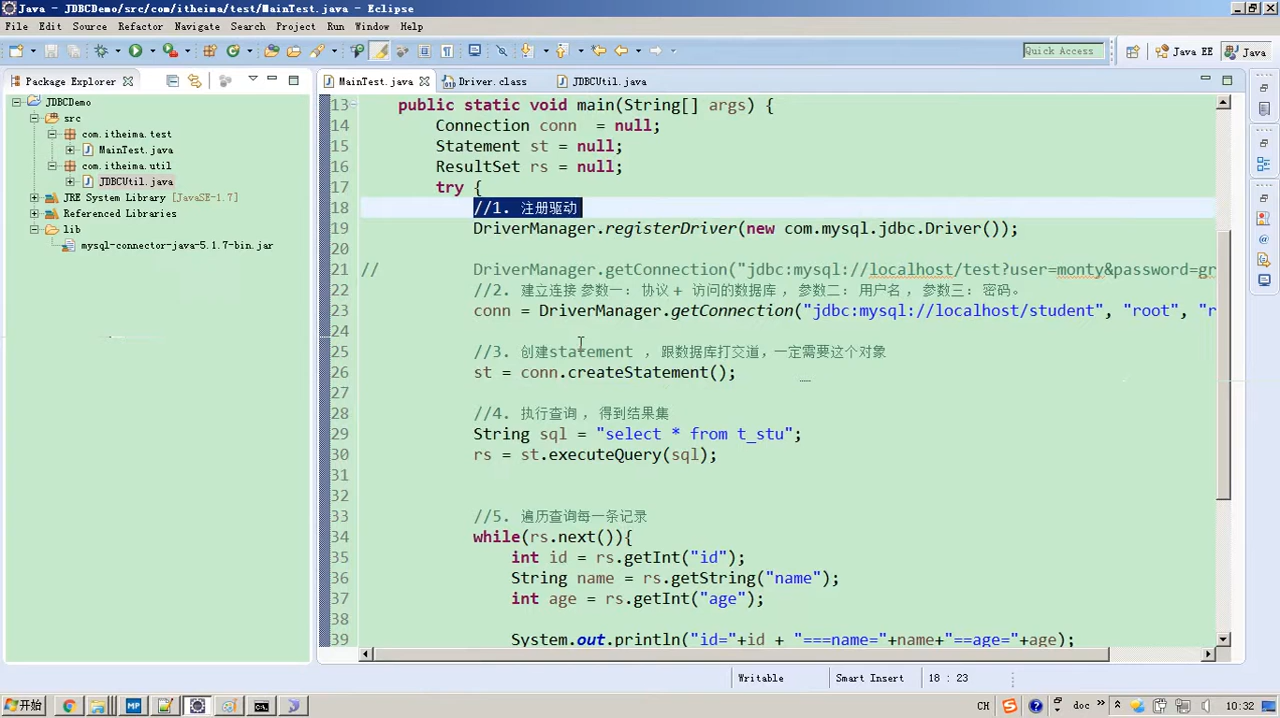 Java - JDBCDemo/src/com/itheima/test/MainTest.java - Eclipse
File Edit Source Refactor Navigate Search Project Run Window Help
Quick Access
Java EE
Java
Package Explorer
MainTest.java
Driver.class
JDBCUtil.java
JDBCDemo
src
com.itheima.test
MainTest.java
com.itheima.util
JDBCUtil.java
JRE System Library [JavaSE-1.7]
Referenced Libraries
lib
mysql-connector-java-5.1.7-bin.jar
13 public static void main(String[] args) {
14 Connection conn = null;
15 Statement st = null;
16 ResultSet rs = null;
17 try {
18 //1. 注册驱动
19 DriverManager.registerDriver(new com.mysql.jdbc.Driver());
20
21 // DriverManager.getConnection("jdbc:mysql://localhost/test?user=monty&password=gr
22 //2. 建立连接 参数一: 协议 + 访问的数据库 , 参数二: 用户名 , 参数三: 密码。
23 conn = DriverManager.getConnection("jdbc:mysql://localhost/student", "root", "r
24
25 //3. 创建statement , 跟数据库打交道,一定需要这个对象
26 st = conn.createStatement();
27
28 //4. 执行查询 , 得到结果集
29 String sql = "select * from t_stu";
30 rs = st.executeQuery(sql);
31
32
33 //5. 遍历查询每一条记录
34 while(rs.next()){
35 int id = rs.getInt("id");
36 String name = rs.getString("name");
37 int age = rs.getInt("age");
38
39 System.out.println("id="+id + "===name="+name+"==age="+age);
Writable
Smart Insert
18 : 23
开始
CH
doc
10:32